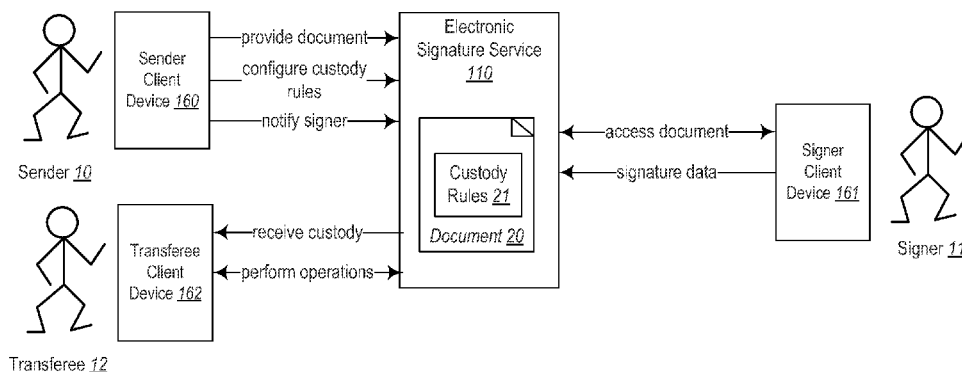 provide document
configure custody
rules
notify signer
Sender
Client
Device 160
Sender 10
Electronic
Signature Service
110
Custody
Rules 21
Document 20
access document
signature data
Signer
Client
Device 161
Signer 11
receive custody
perform operations
Transferee
Client
Device 162
Transferee 12